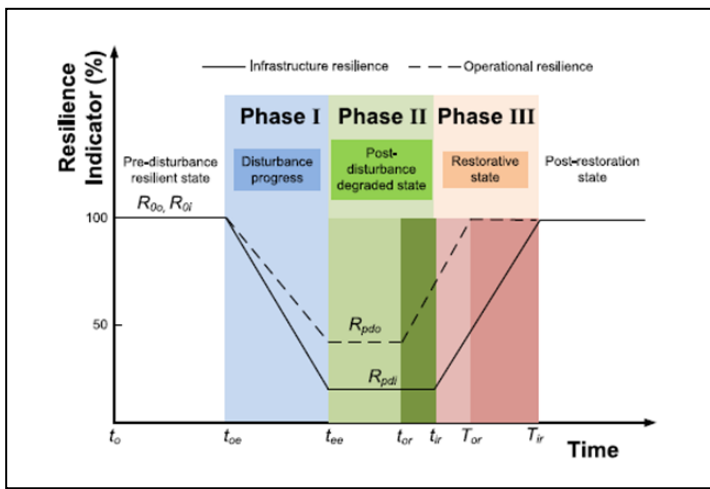 Resilience
Indicator (%)
Infrastructure resilience
Operational resilience
Phase I
Phase II
Phase III
Pre-disturbance
resilient state
Disturbance
progress
Post-
disturbance
degraded state
Restorative
state
Post-restoration
state
R0o, R0i
100
50
Rpdo
Rpdi
to
toe
tee
tor
tir
Tor
Tir
Time